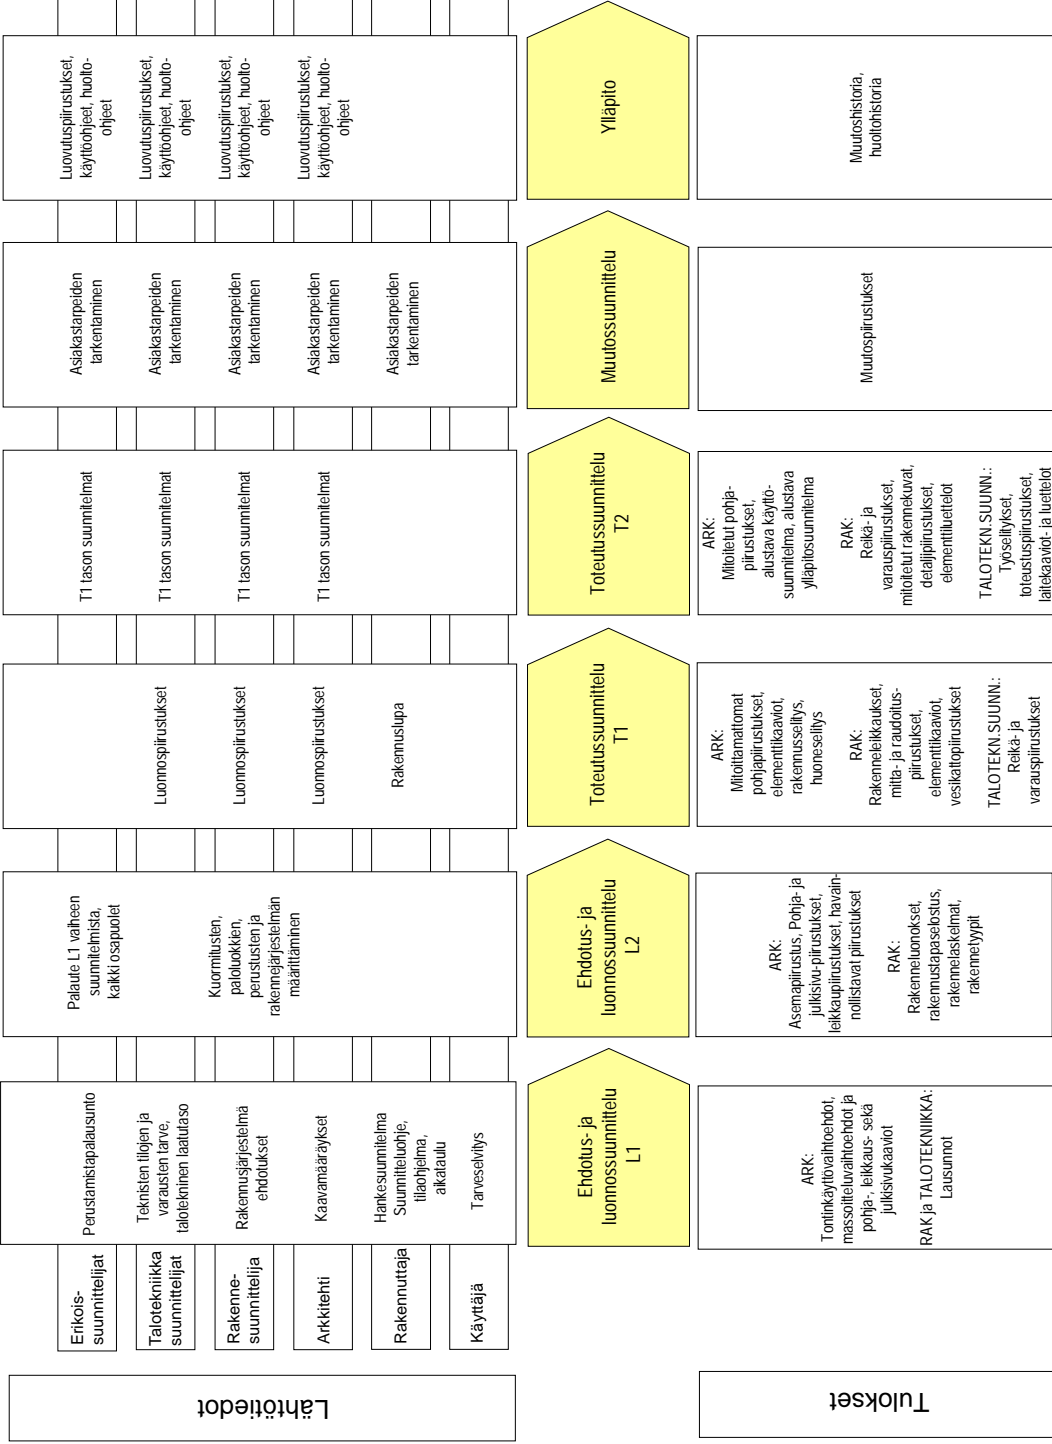 Lähtötiedot
Erikois-
suunnittelijat
Talotekniikka
suunnittelijat
Rakenne-
suunnittelija
Arkkitehti
Rakennuttaja
Käyttäjä
Perustamistapalausunto
Teknisten tilojen ja
varausten tarve,
talotekninen laatutaso
Rakennusjärjestelmä
ehdotukset
Kaavamääräykset
Hankesuunnitelma
Suunnitteluohje,
tilaohjelma,
aikataulu
Tarveselvitys
Palaute L1 vaiheen
suunnitelmista,
kaikki osapuolet
Kuormitusten,
paloluokkien,
perustusten ja
rakennejärjestelmän
määrittäminen
Luonnospiirustukset
Luonnospiirustukset
Luonnospiirustukset
Rakennuslupa
T1 tason suunnitelmat
T1 tason suunnitelmat
T1 tason suunnitelmat
T1 tason suunnitelmat
Asiakastarpeiden
tarkentaminen
Asiakastarpeiden
tarkentaminen
Asiakastarpeiden
tarkentaminen
Asiakastarpeiden
tarkentaminen
Asiakastarpeiden
tarkentaminen
Luovutuspiirustukset,
käyttöohjeet, huolto-
ohjeet
Luovutuspiirustukset,
käyttöohjeet, huolto-
ohjeet
Luovutuspiirustukset,
käyttöohjeet, huolto-
ohjeet
Luovutuspiirustukset,
käyttöohjeet, huolto-
ohjeet
Ehdotus- ja
luonnossuunnittelu
L1
Ehdotus- ja
luonnossuunnittelu
L2
Toteutussuunnittelu
T1
Toteutussuunnittelu
T2
Muutossuunnittelu
Ylläpito
Tulokset
ARK:
Tontinkäyttövaihtoehdot,
massoitteluvaihtoehdot ja
pohja-, leikkaus- sekä
julkisivukaaviot
RAK ja TALOTEKNIIKKA:
Lausunnot
ARK:
Asemapiirustus, Pohja- ja
julkisivu-piirustukset,
leikkaupiirustukset, havain-
nollistavat piirustukset
RAK:
Rakenneluonokset,
rakennustapaselostus,
rakennelaskelmat,
rakennetyypit
ARK:
Mitoittamattomat
pohjapiirustukset,
elementtikaaviot,
rakennusselitys,
huoneselitys
RAK:
Rakenneleikkaukset,
mitta- ja raudoitus-
piirustukset,
elementtikaaviot,
vesikattopiirustukset
TALOTEKN.SUUNN.:
Reikä- ja
varauspiirustukset
ARK:
Mitoitetut pohja-
piirustukset,
alustava käyttö-
suunnitelma, alustava
ylläpitosuunnitelma
RAK:
Reikä- ja
varauspiirustukset,
mitoitetut rakennekuvat,
detaljipiirustukset,
elementtiluettelot
TALOTEKN.SUUNN.:
Työselitykset,
toteustuspiirustukset,
laitekaaviot- ja luettelot
Muutospiirustukset
Muutoshistoria,
huoltohistoria